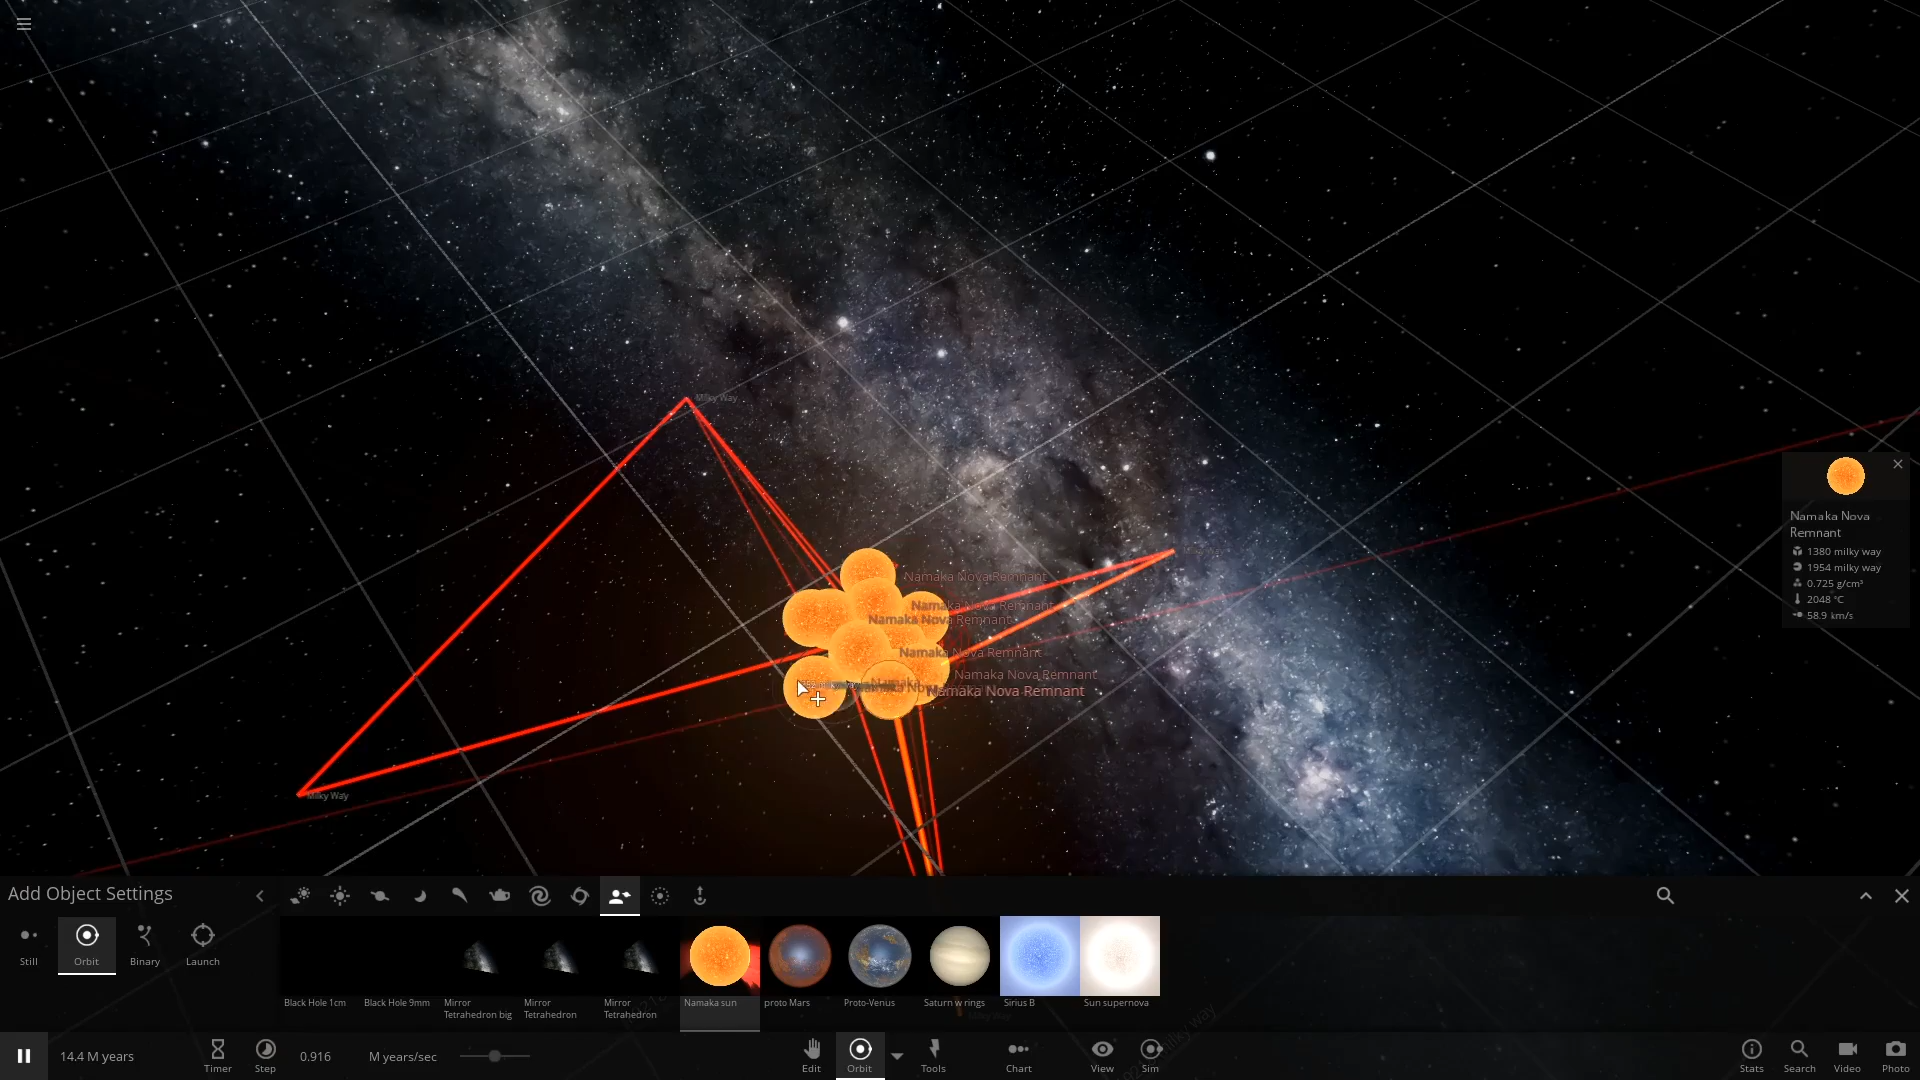 Milky Way
Namaka Nova Remnant
Namaka Nova Remnant
Namaka Nova Remnant
Namaka Nova Remnant
Namaka Nova Remnant
Namaka Nova Remnant
Milky Way
Namaka Nova
Remnant
1380 milky way
1954 milky way
0.725 g/cm³
2048 °C
58.9 km/s
Add Object Settings
Still
Orbit
Binary
Launch
Black Hole 1cm
Black Hole 9mm
Mirror
Tetrahedron big
Mirror
Tetrahedron
Mirror
Tetrahedron
Namaka sun
proto Mars
Proto-Venus
Saturn w rings
Sirius B
Sun supernova
Milky Way
14.4 M years
Timer
Step
0.916
M years/sec
Edit
Orbit
Tools
Chart
View
Sim
Stats
Search
Video
Photo